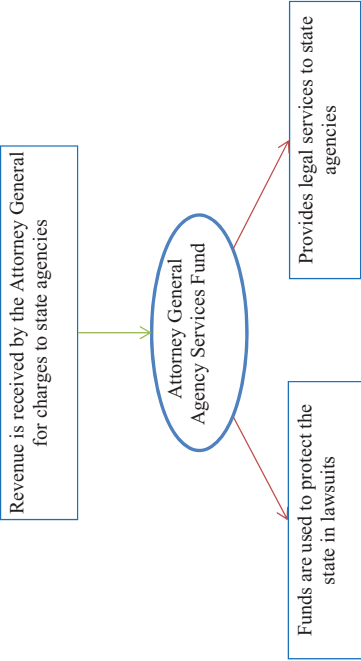 Revenue is received by the Attorney General
for charges to state agencies
Attorney General
Agency Services Fund
Funds are used to protect the
state in lawsuits
Provides legal services to state
agencies